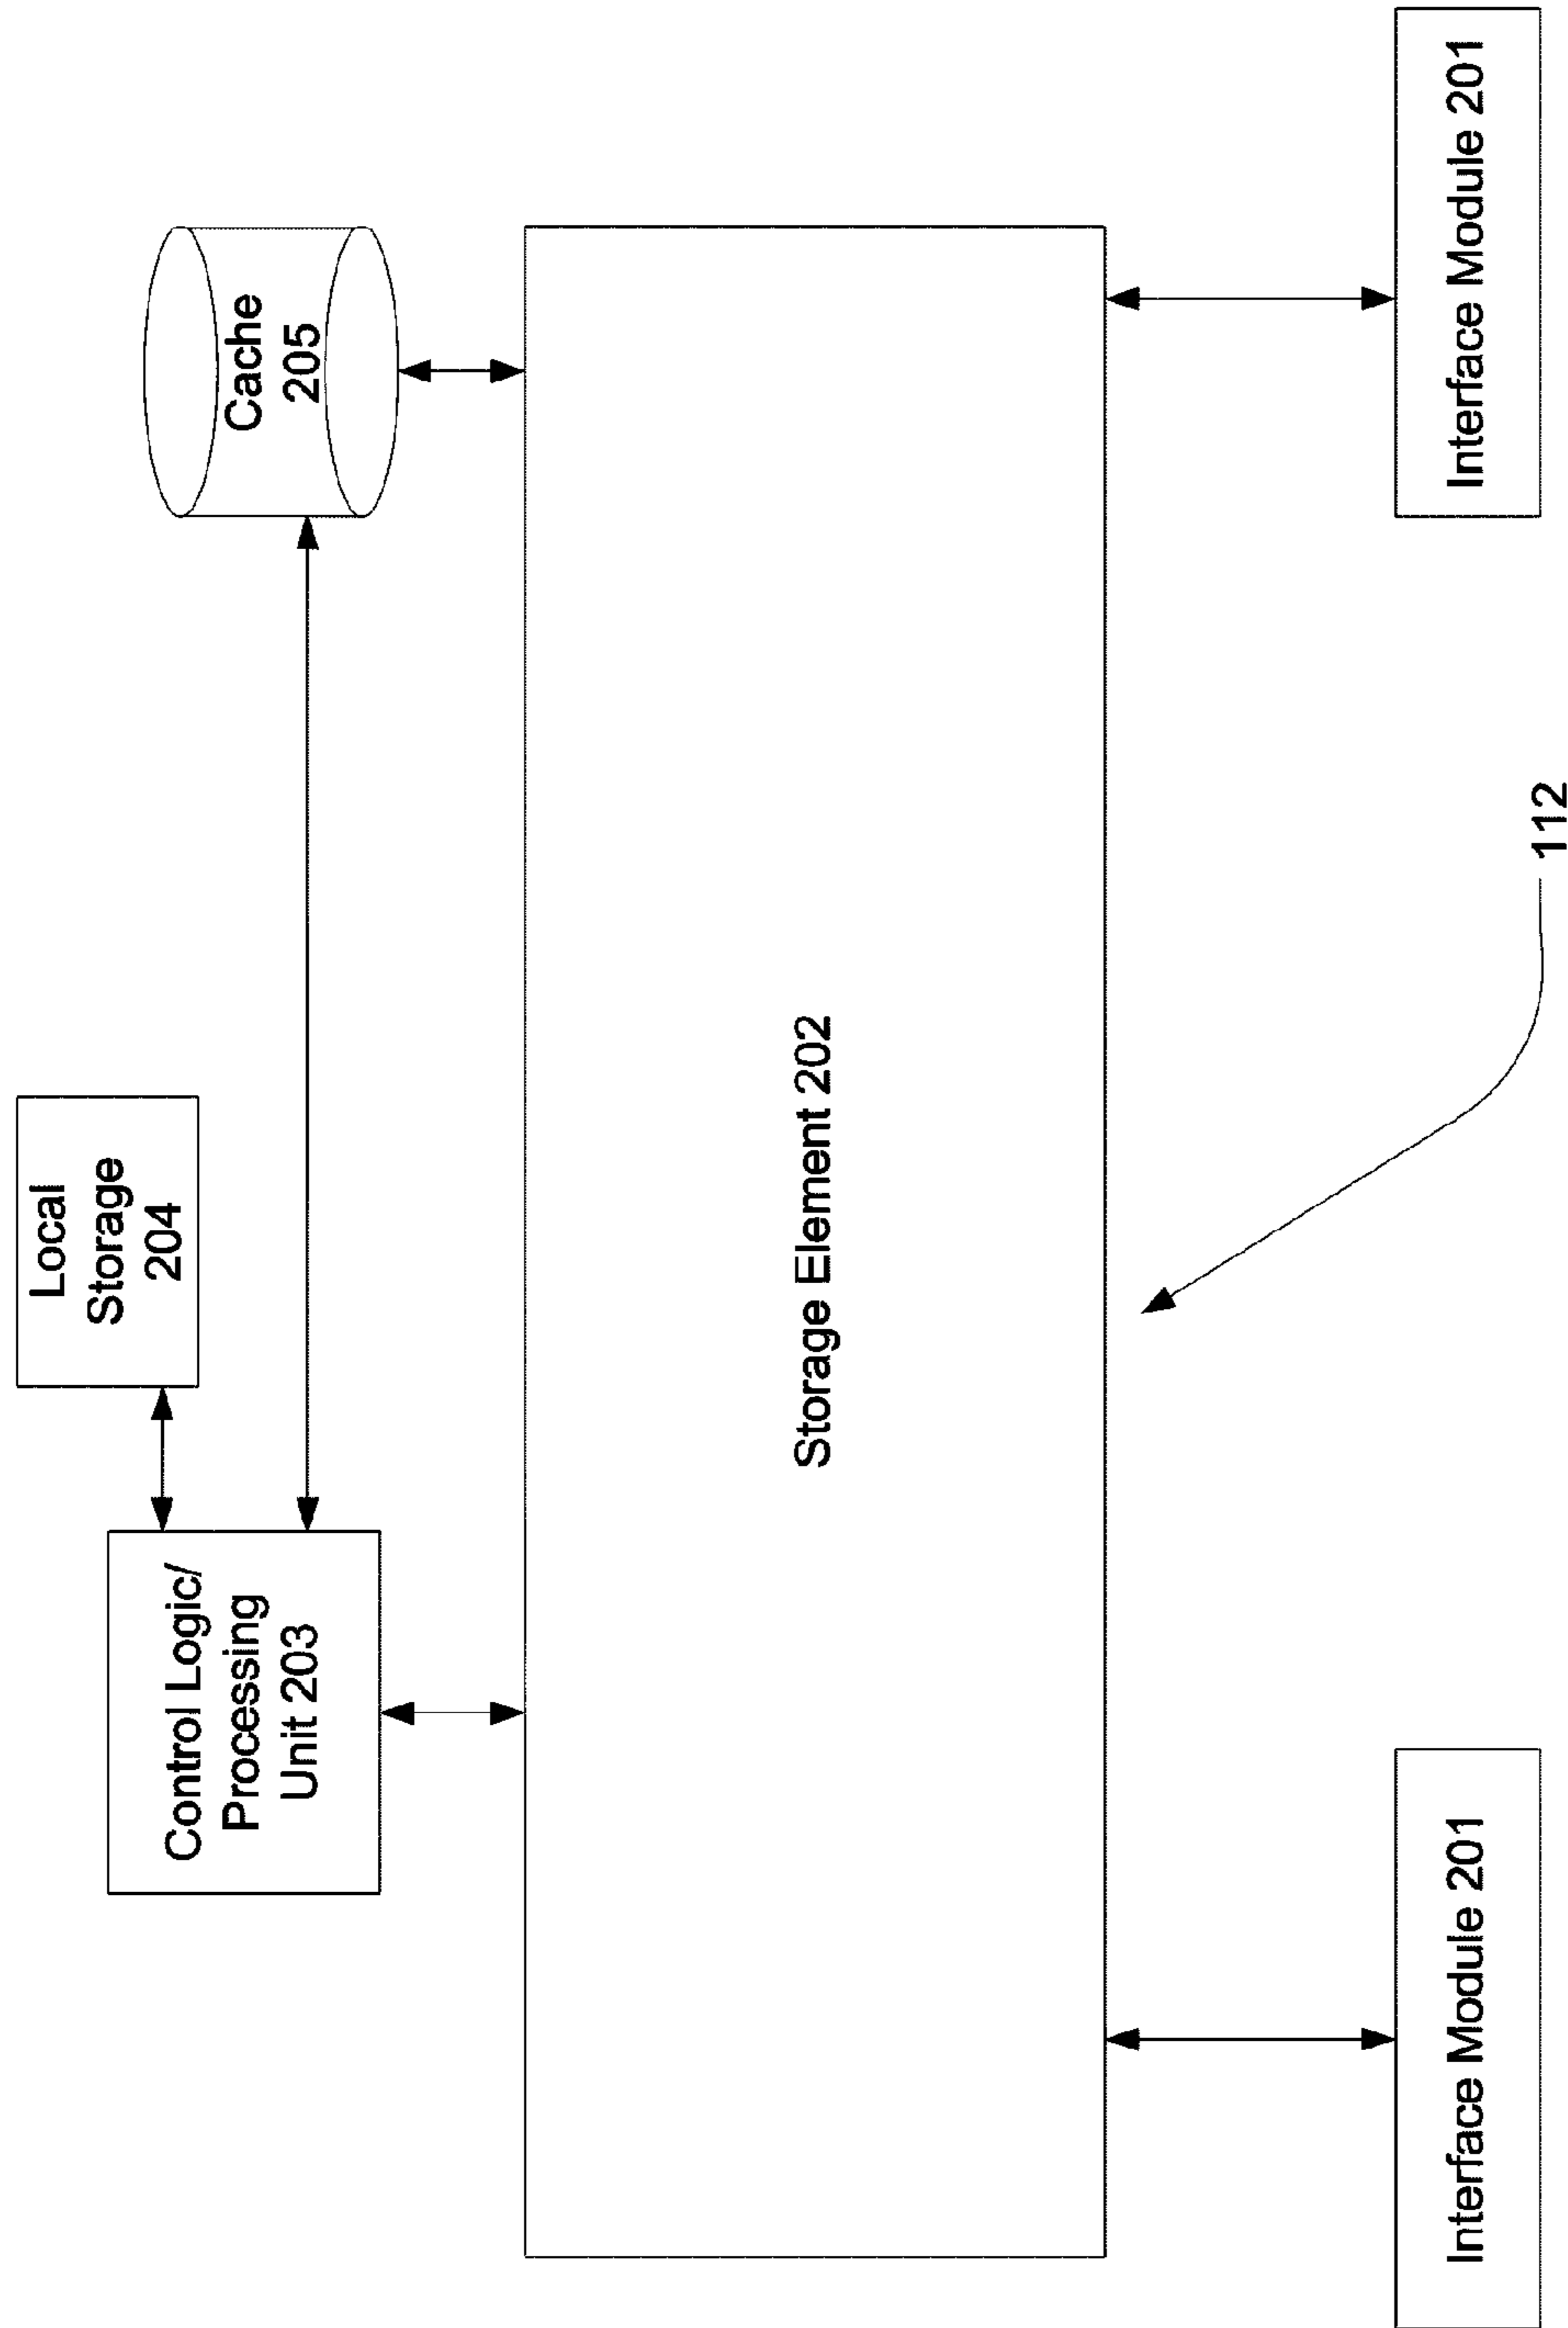 Local
Storage
204
Control Logic/
Processing
Unit 203
Cache
205
Storage Element 202
112
Interface Module 201
Interface Module 201